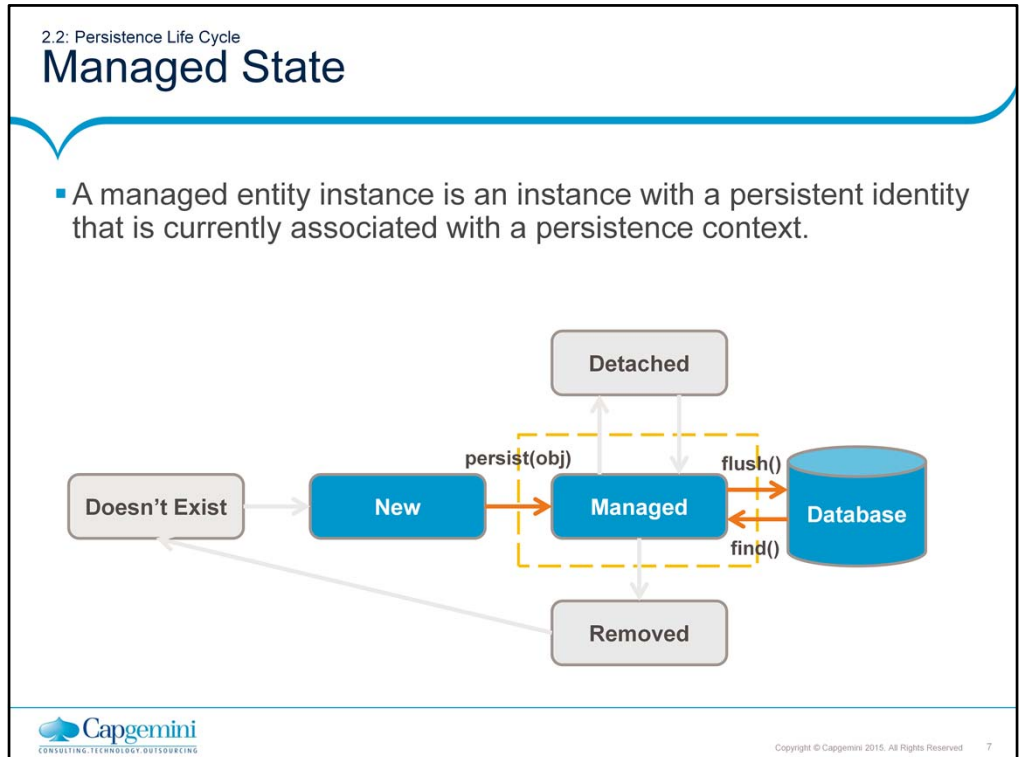 2.2: Persistence Life Cycle
Managed State
▪ A managed entity instance is an instance with a persistent identity
that is currently associated with a persistence context.
Detached
persist(obj)
flush()
Doesn't Exist
New
Managed
Database
find()
Removed
Capgemini
CONSULTING.TECHNOLOGY.OUTSOURCING
Copyright © Capgemini 2015. All Rights Reserved 7